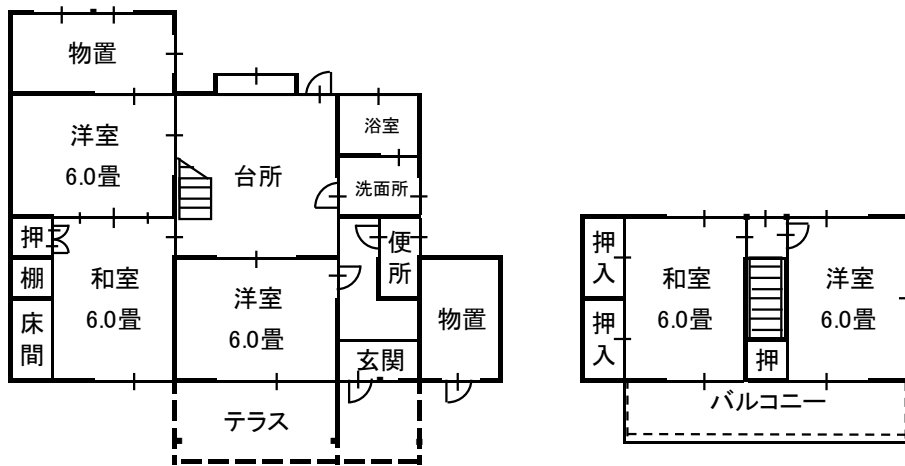 物置
洋室
6.0畳
台所
浴室
洗面所
押
棚
床
間
和室
6.0畳
洋室
6.0畳
便
所
物置
玄関
テラス
押
入
押
入
和室
6.0畳
洋室
6.0畳
押
バルコニー